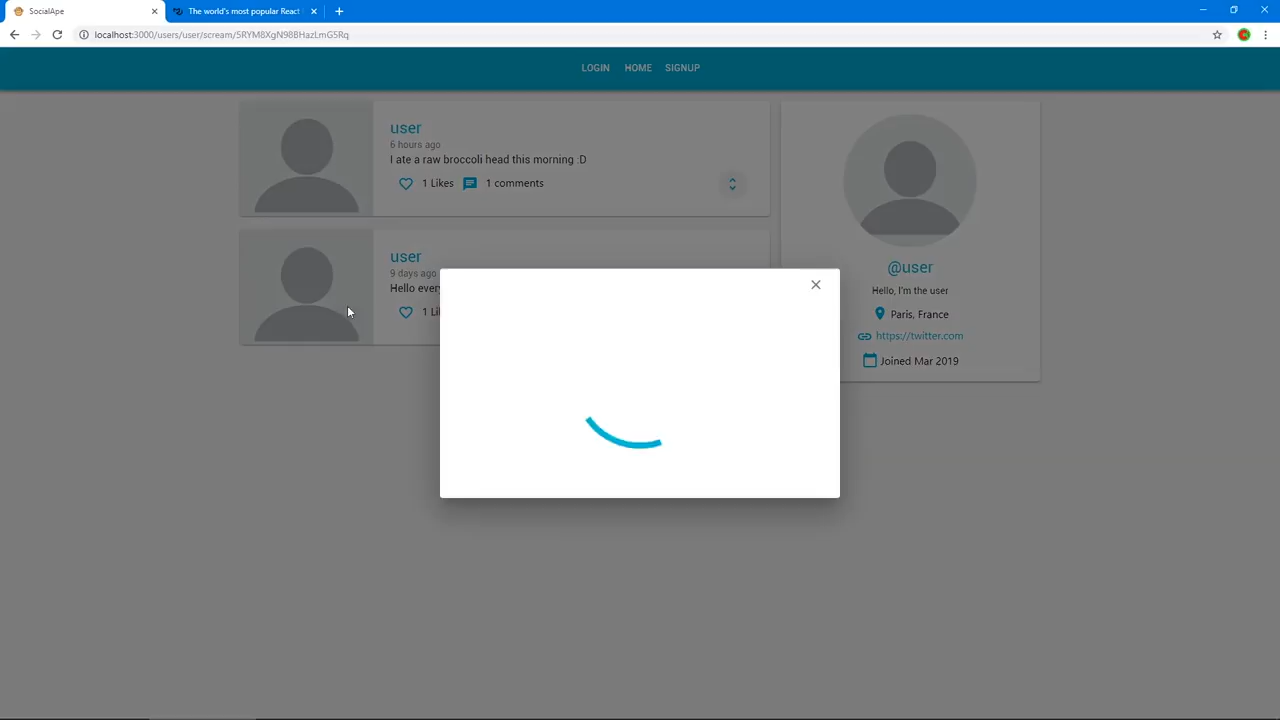 SocialApe
The world's most popular React
localhost:3000/users/user/scream/5RYM8XgN98BHazLmG5Rq
LOGIN HOME SIGNUP
user
6 hours ago
I ate a raw broccoli head this morning :D
1 Likes 1 comments
user
9 days ago
Hello every
1 Li
@user
Hello, I'm the user
Paris, France
https://twitter.com
Joined Mar 2019